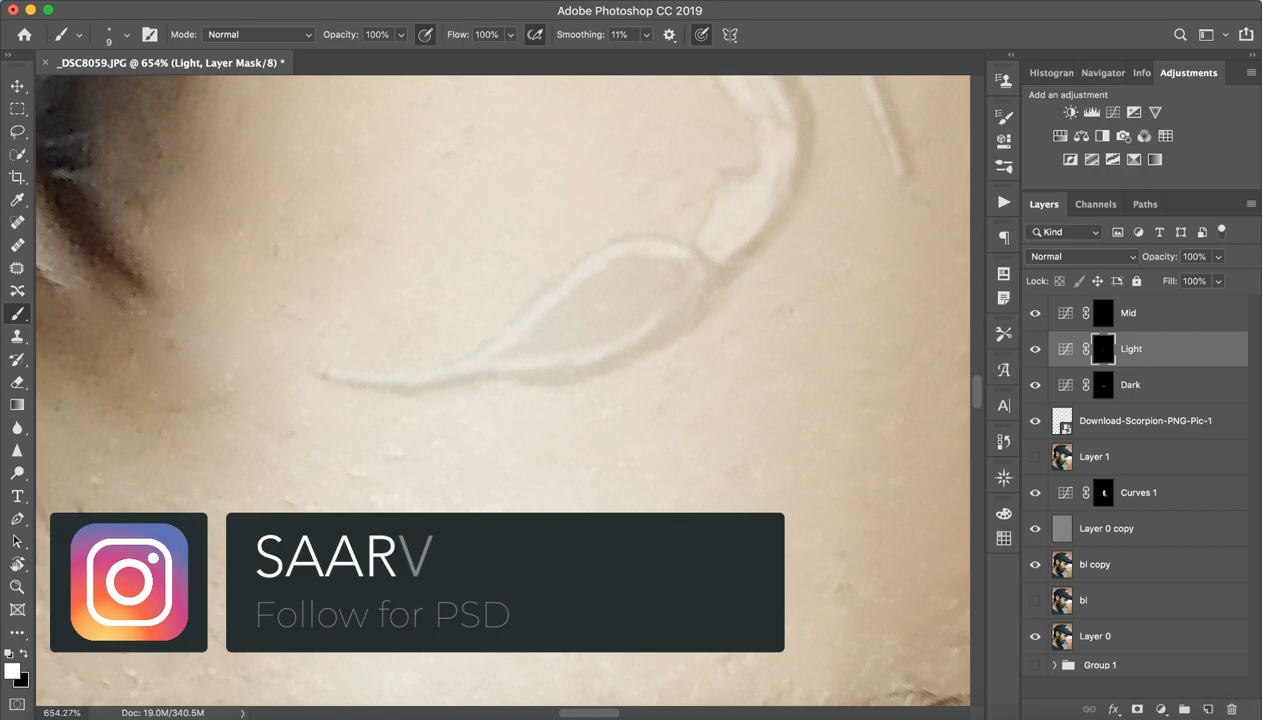 Adobe Photoshop CC 2019
9
Mode: Normal
Opacity: 100%
Flow: 100%
Smoothing: 11%
_DSC8059.JPG @ 654% (Light, Layer Mask/8) *
Histogran
Navigator
Info
Adjustments
Add an adjustment
Layers
Channels
Paths
Kind
Normal
Opacity: 100%
Lock:
Fill: 100%
Mid
Light
Dark
Download-Scorpion-PNG-Pic-1
Layer 1
Curves 1
Layer 0 copy
bl copy
bl
Layer 0
Group 1
SAARV
Follow for PSD
654.27%
Doc: 19.0M/340.5M